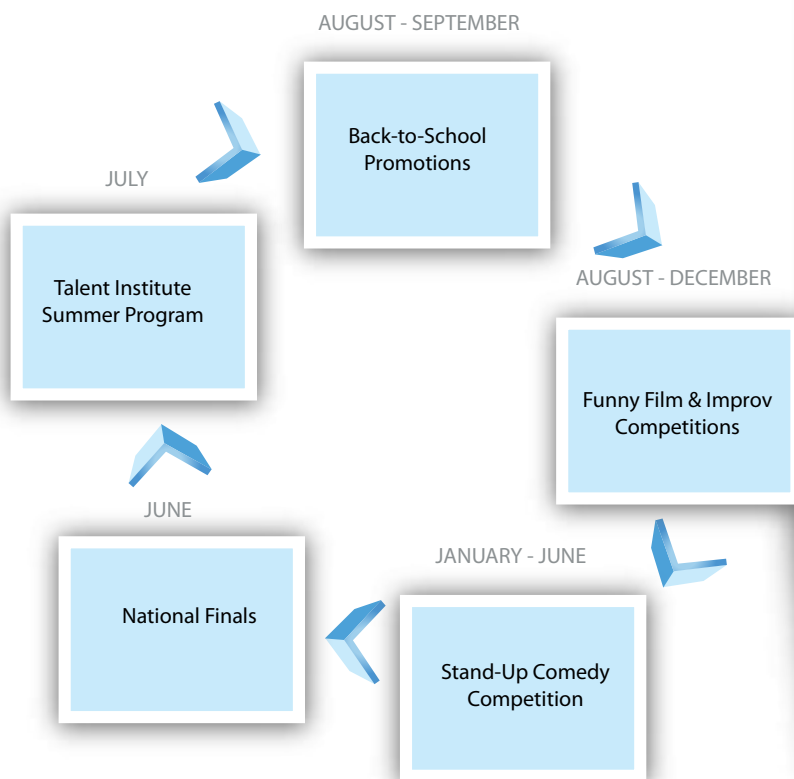 AUGUST - SEPTEMBER
Back-to-School
Promotions
AUGUST - DECEMBER
Funny Film & Improv
Competitions
JANUARY - JUNE
Stand-Up Comedy
Competition
JUNE
National Finals
JULY
Talent Institute
Summer Program